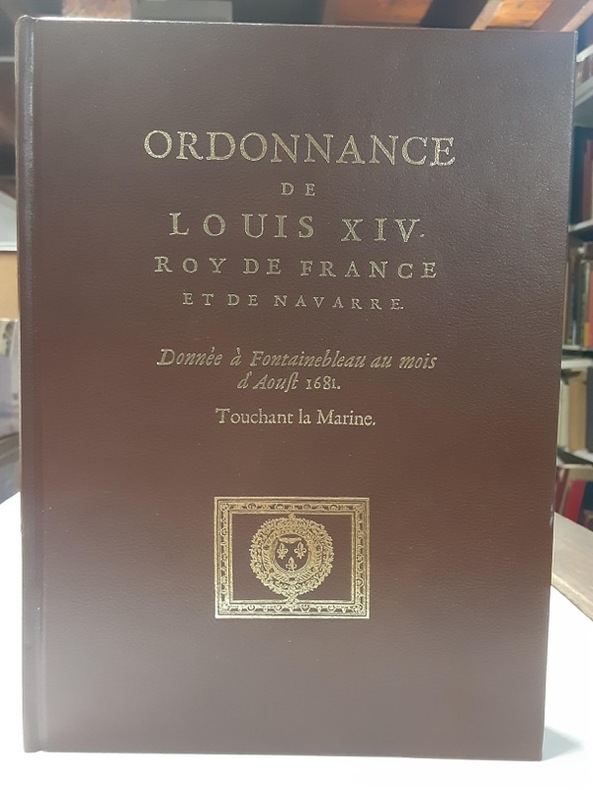 ORDONNANCE
DE
LOUIS XIV.
ROY DE FRANCE
ET DE NAVARRE.
Donnée à Fontainebleau au mois
d'Aouſt 1681.
Touchant la Marine.